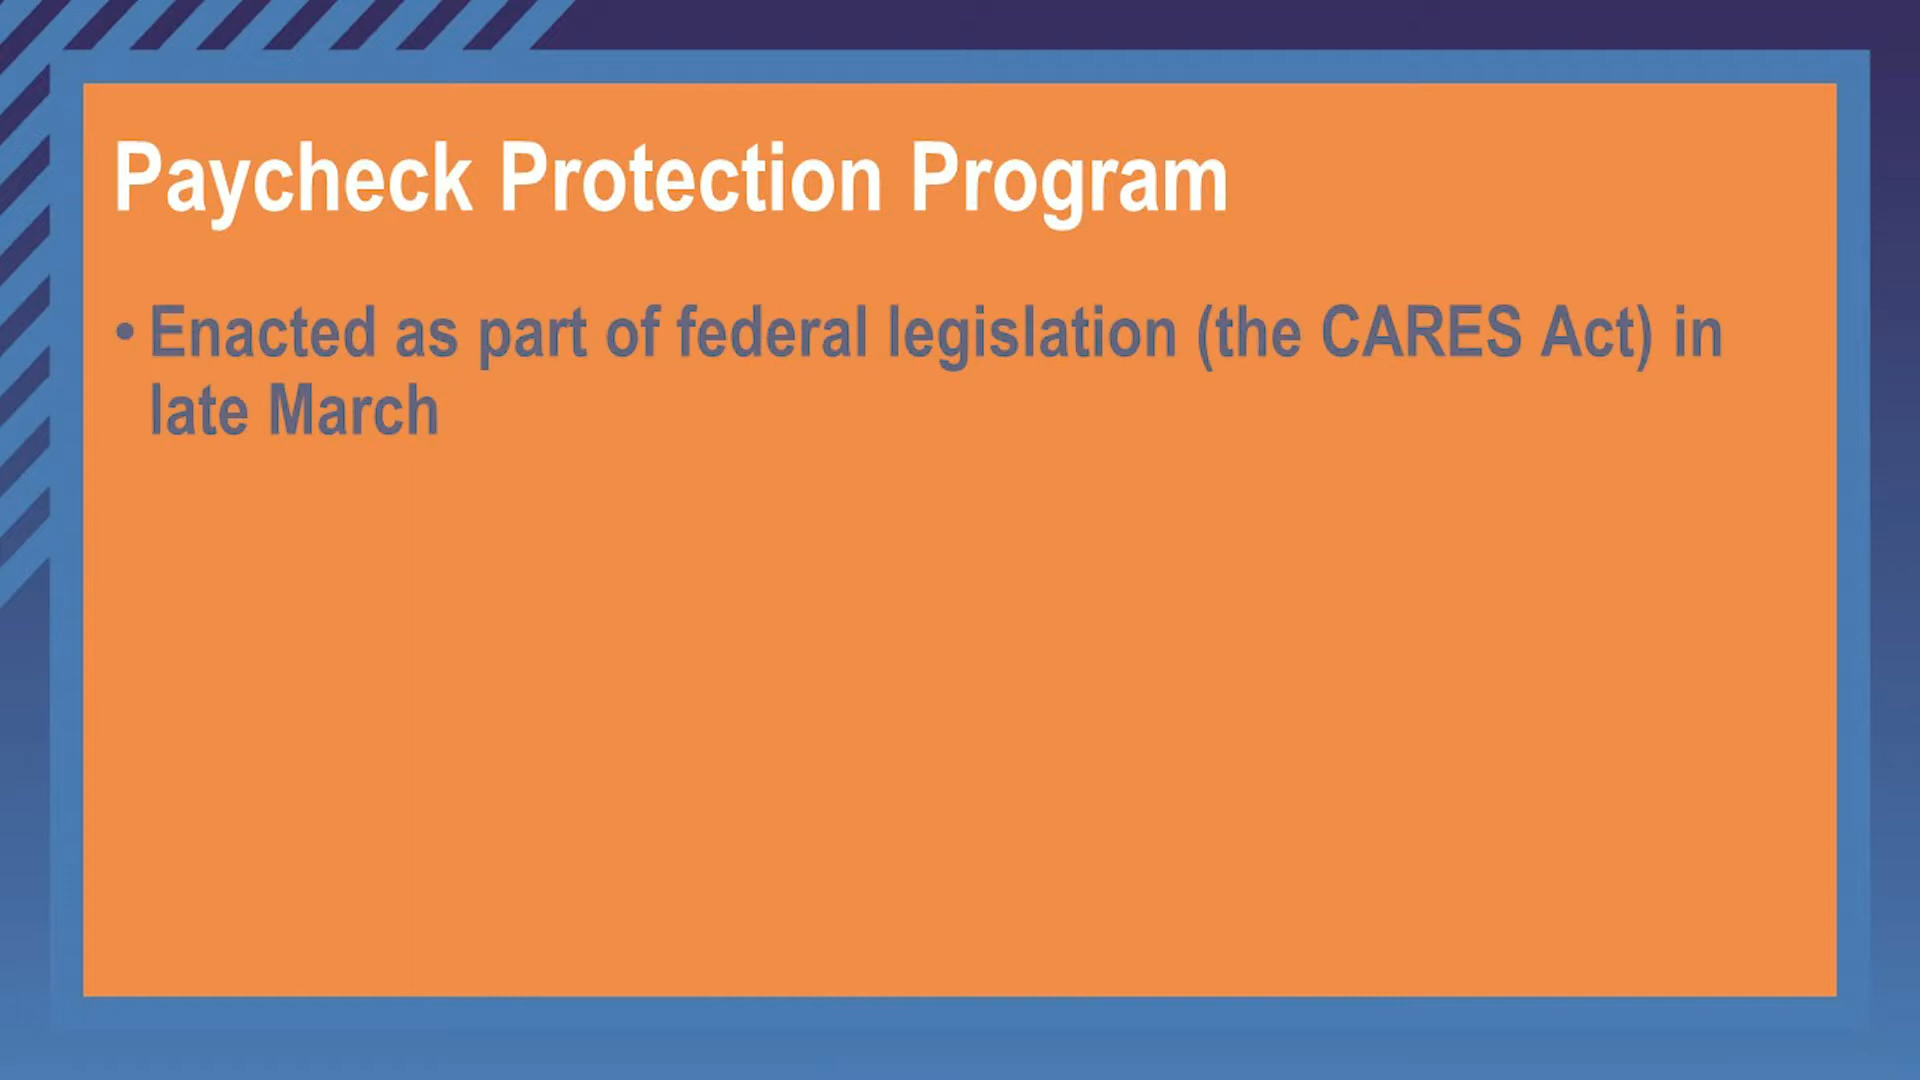 Paycheck Protection Program
• Enacted as part of federal legislation (the CARES Act) in
late March